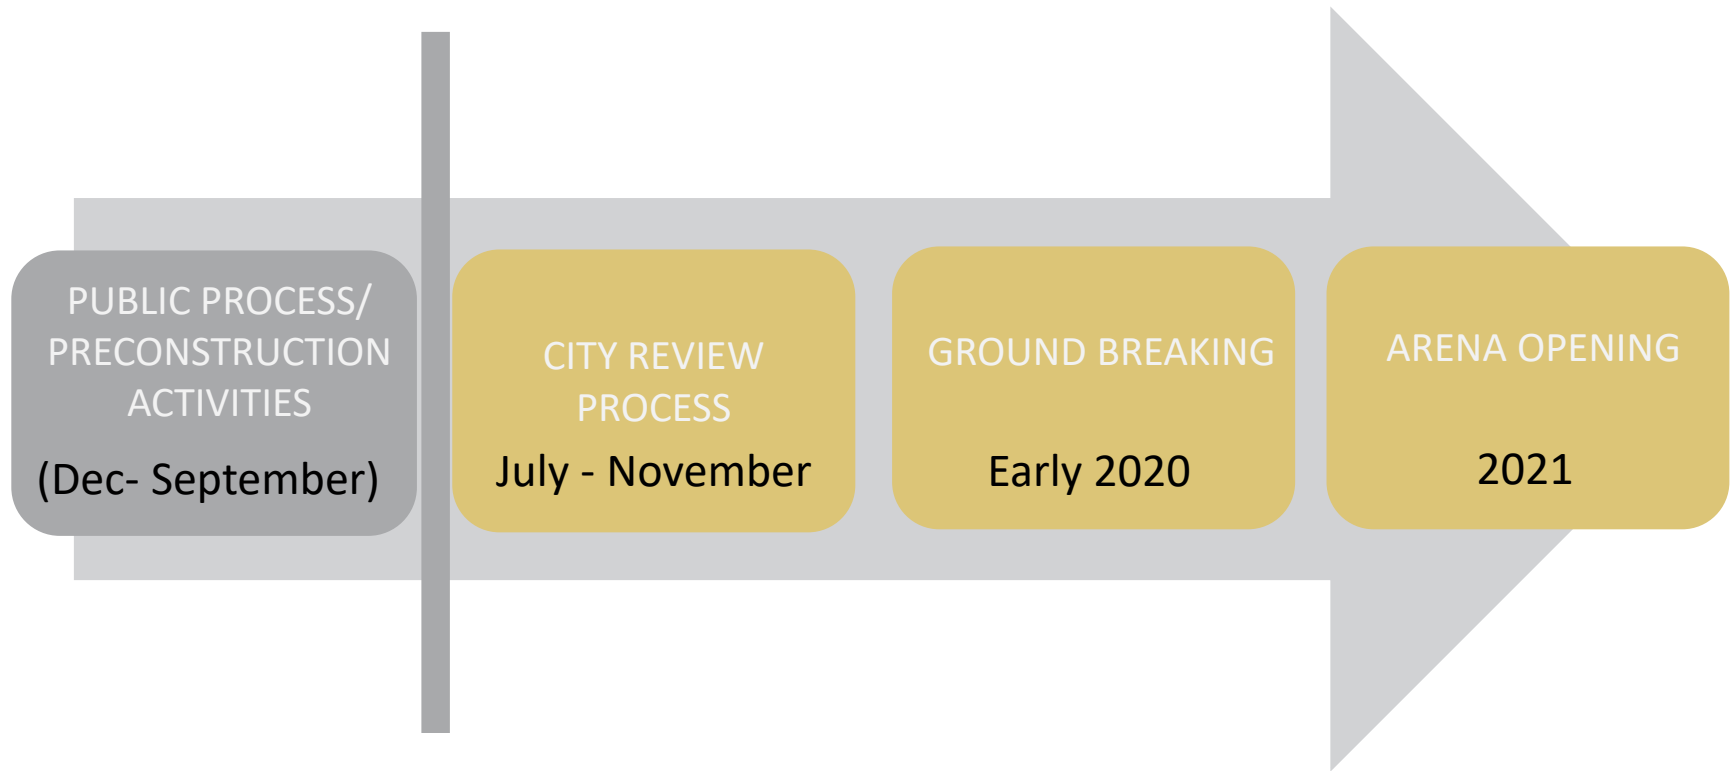 PUBLIC PROCESS/
PRECONSTRUCTION
ACTIVITIES
(Dec- September)
CITY REVIEW
PROCESS
July - November
GROUND BREAKING
Early 2020
ARENA OPENING
2021